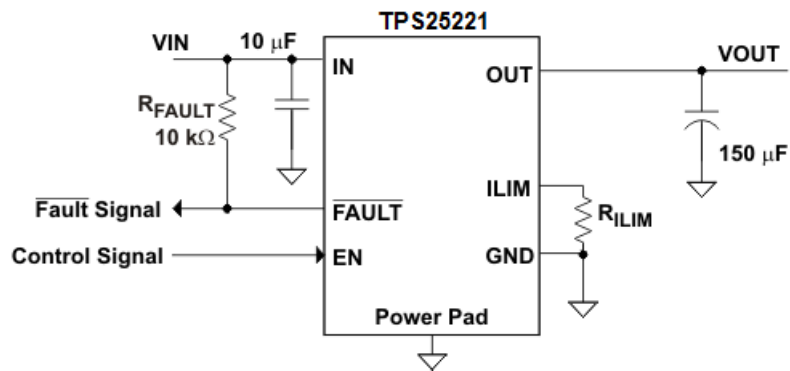 TPS25221
VIN
10 µF
IN
OUT
VOUT
RFAULT
10 kΩ
150 µF
ILIM
RILIM
Fault Signal
FAULT
Control Signal
EN
GND
Power Pad